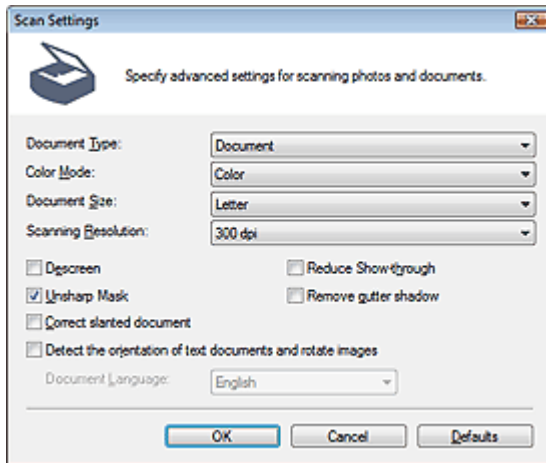 Scan Settings
Specify advanced settings for scanning photos and documents.
Document Type: Document
Color Mode: Color
Document Size: Letter
Scanning Resolution: 300 dpi
Descreen Reduce Show-through
Unsharp Mask Remove gutter shadow
Correct slanted document
Detect the orientation of text documents and rotate images
Document Language: English
OK Cancel Defaults